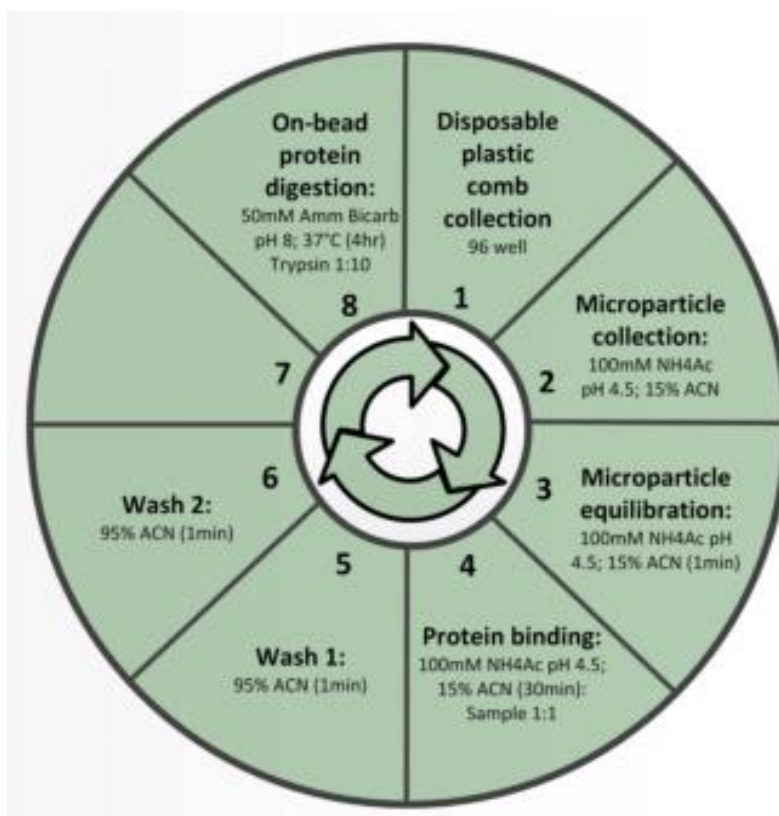 Disposable
plastic
comb
collection
96 well
1
Microparticle
collection:
100mM NH4Ac
pH 4.5; 15% ACN
2
Microparticle
equilibration:
100mM NH4Ac pH
4.5; 15% ACN (1min)
3
4
Protein binding:
100mM NH4Ac pH 4.5;
15% ACN (30min):
Sample 1:1
5
Wash 1:
95% ACN (1min)
6
Wash 2:
95% ACN (1min)
7
On-bead
protein
digestion:
50mM Amm Bicarb
pH 8; 37°C (4hr)
Trypsin 1:10
8